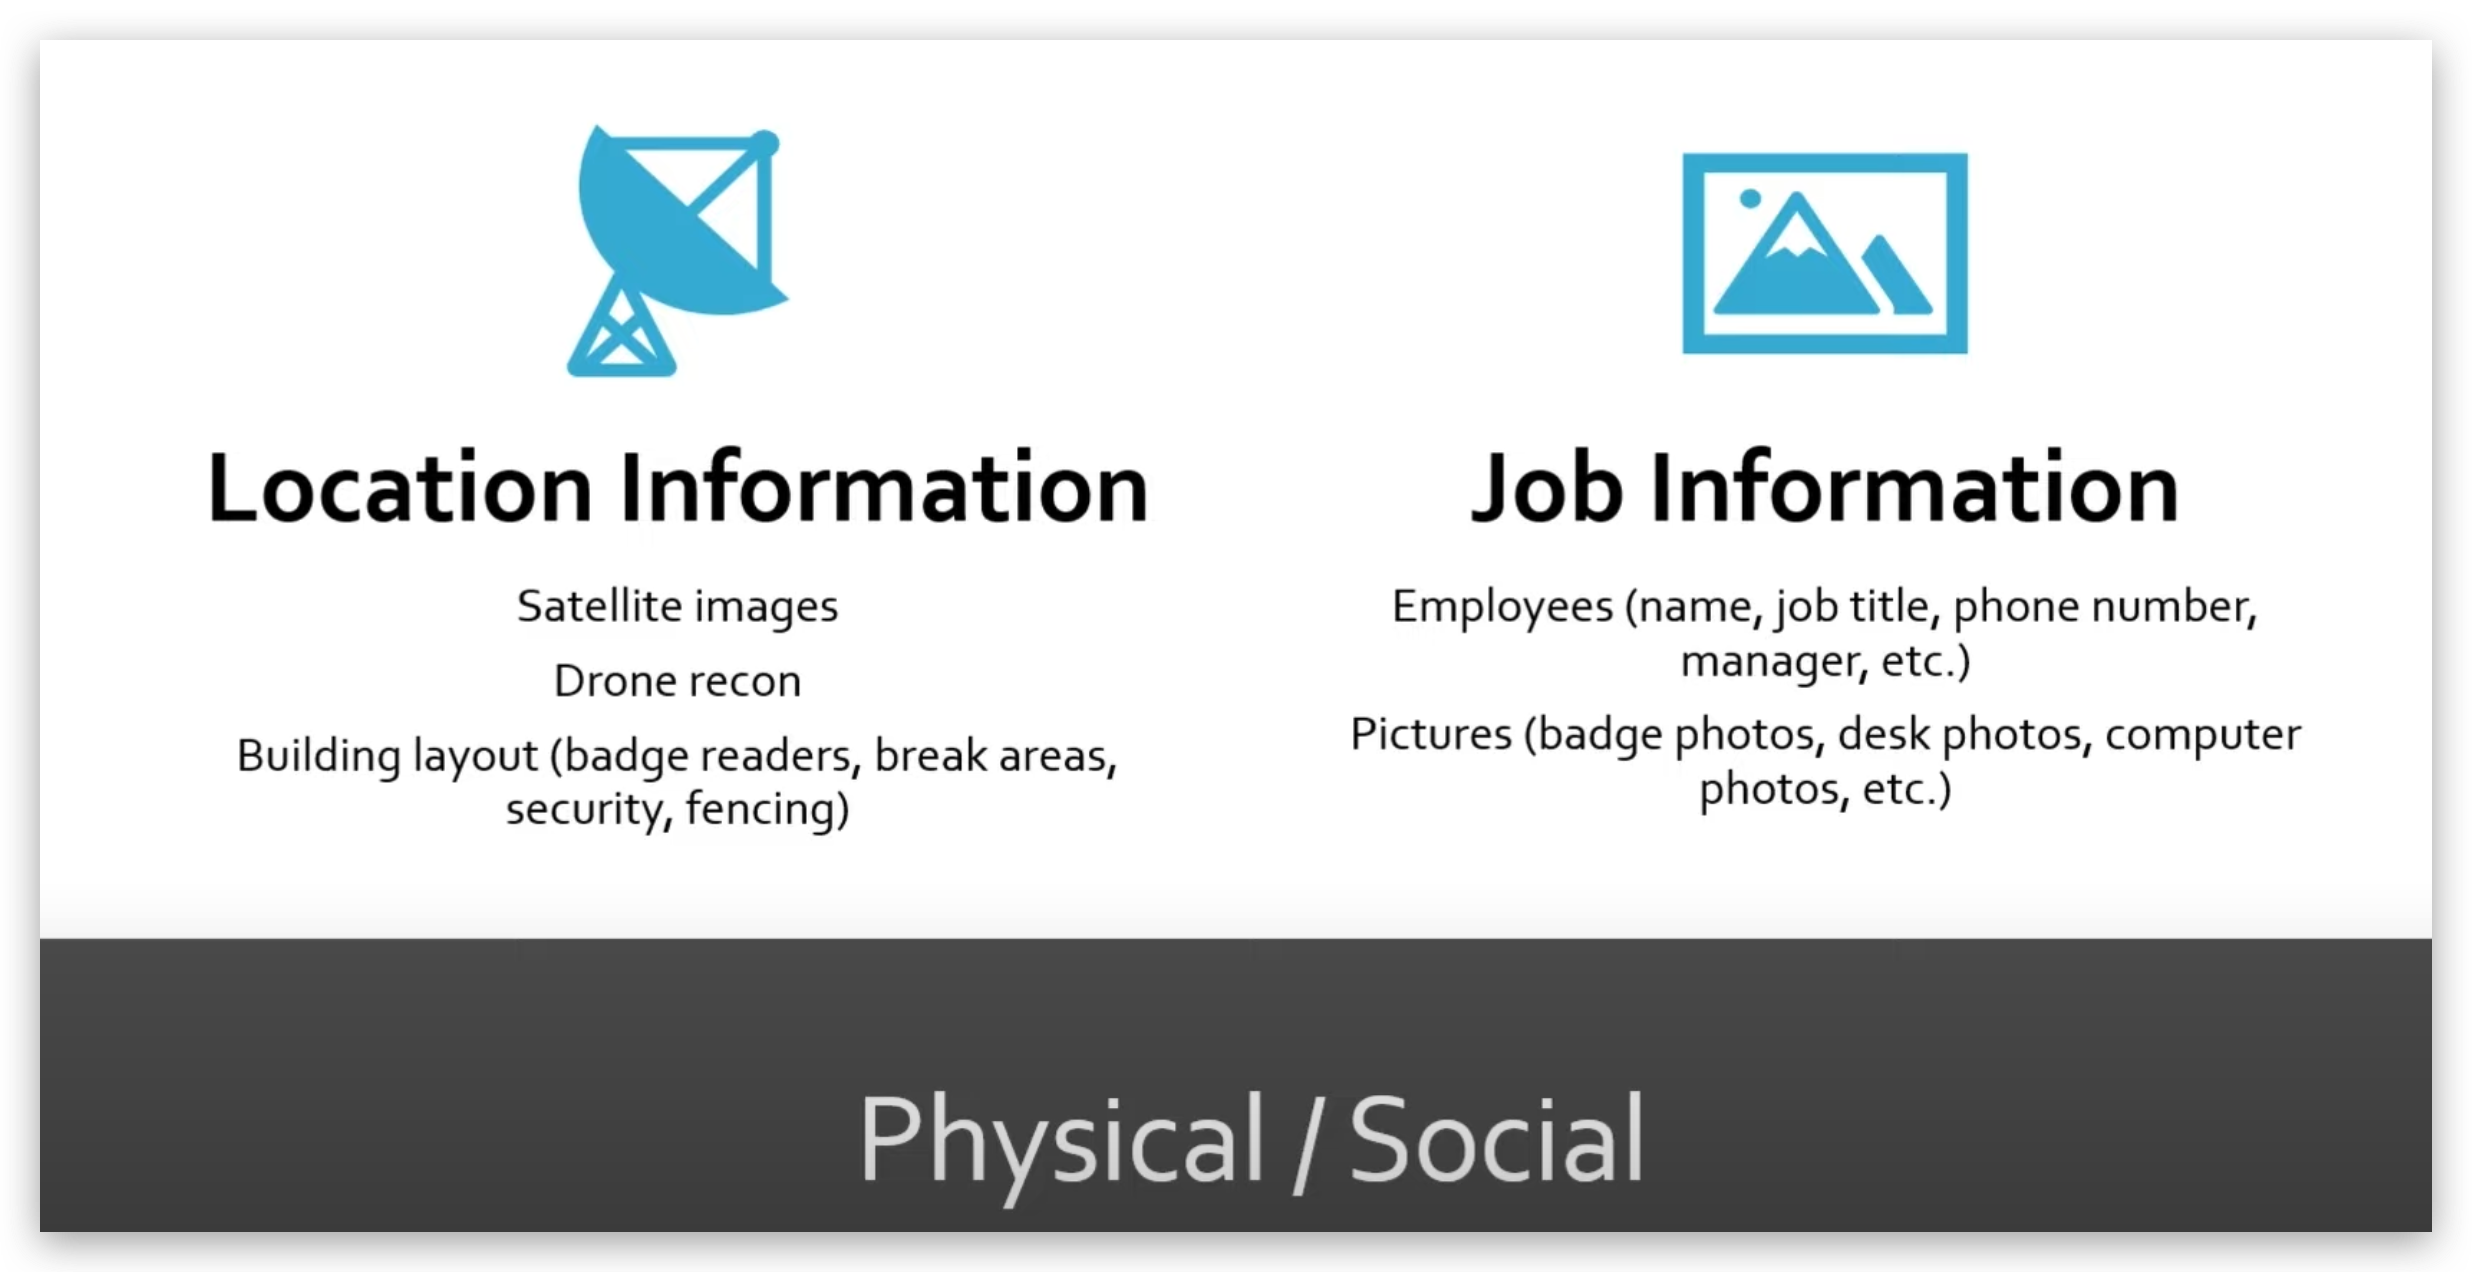 Location Information
Satellite images
Drone recon
Building layout (badge readers, break areas,
security, fencing)
Job Information
Employees (name, job title, phone number,
manager, etc.)
Pictures (badge photos, desk photos, computer
photos, etc.)
Physical / Social